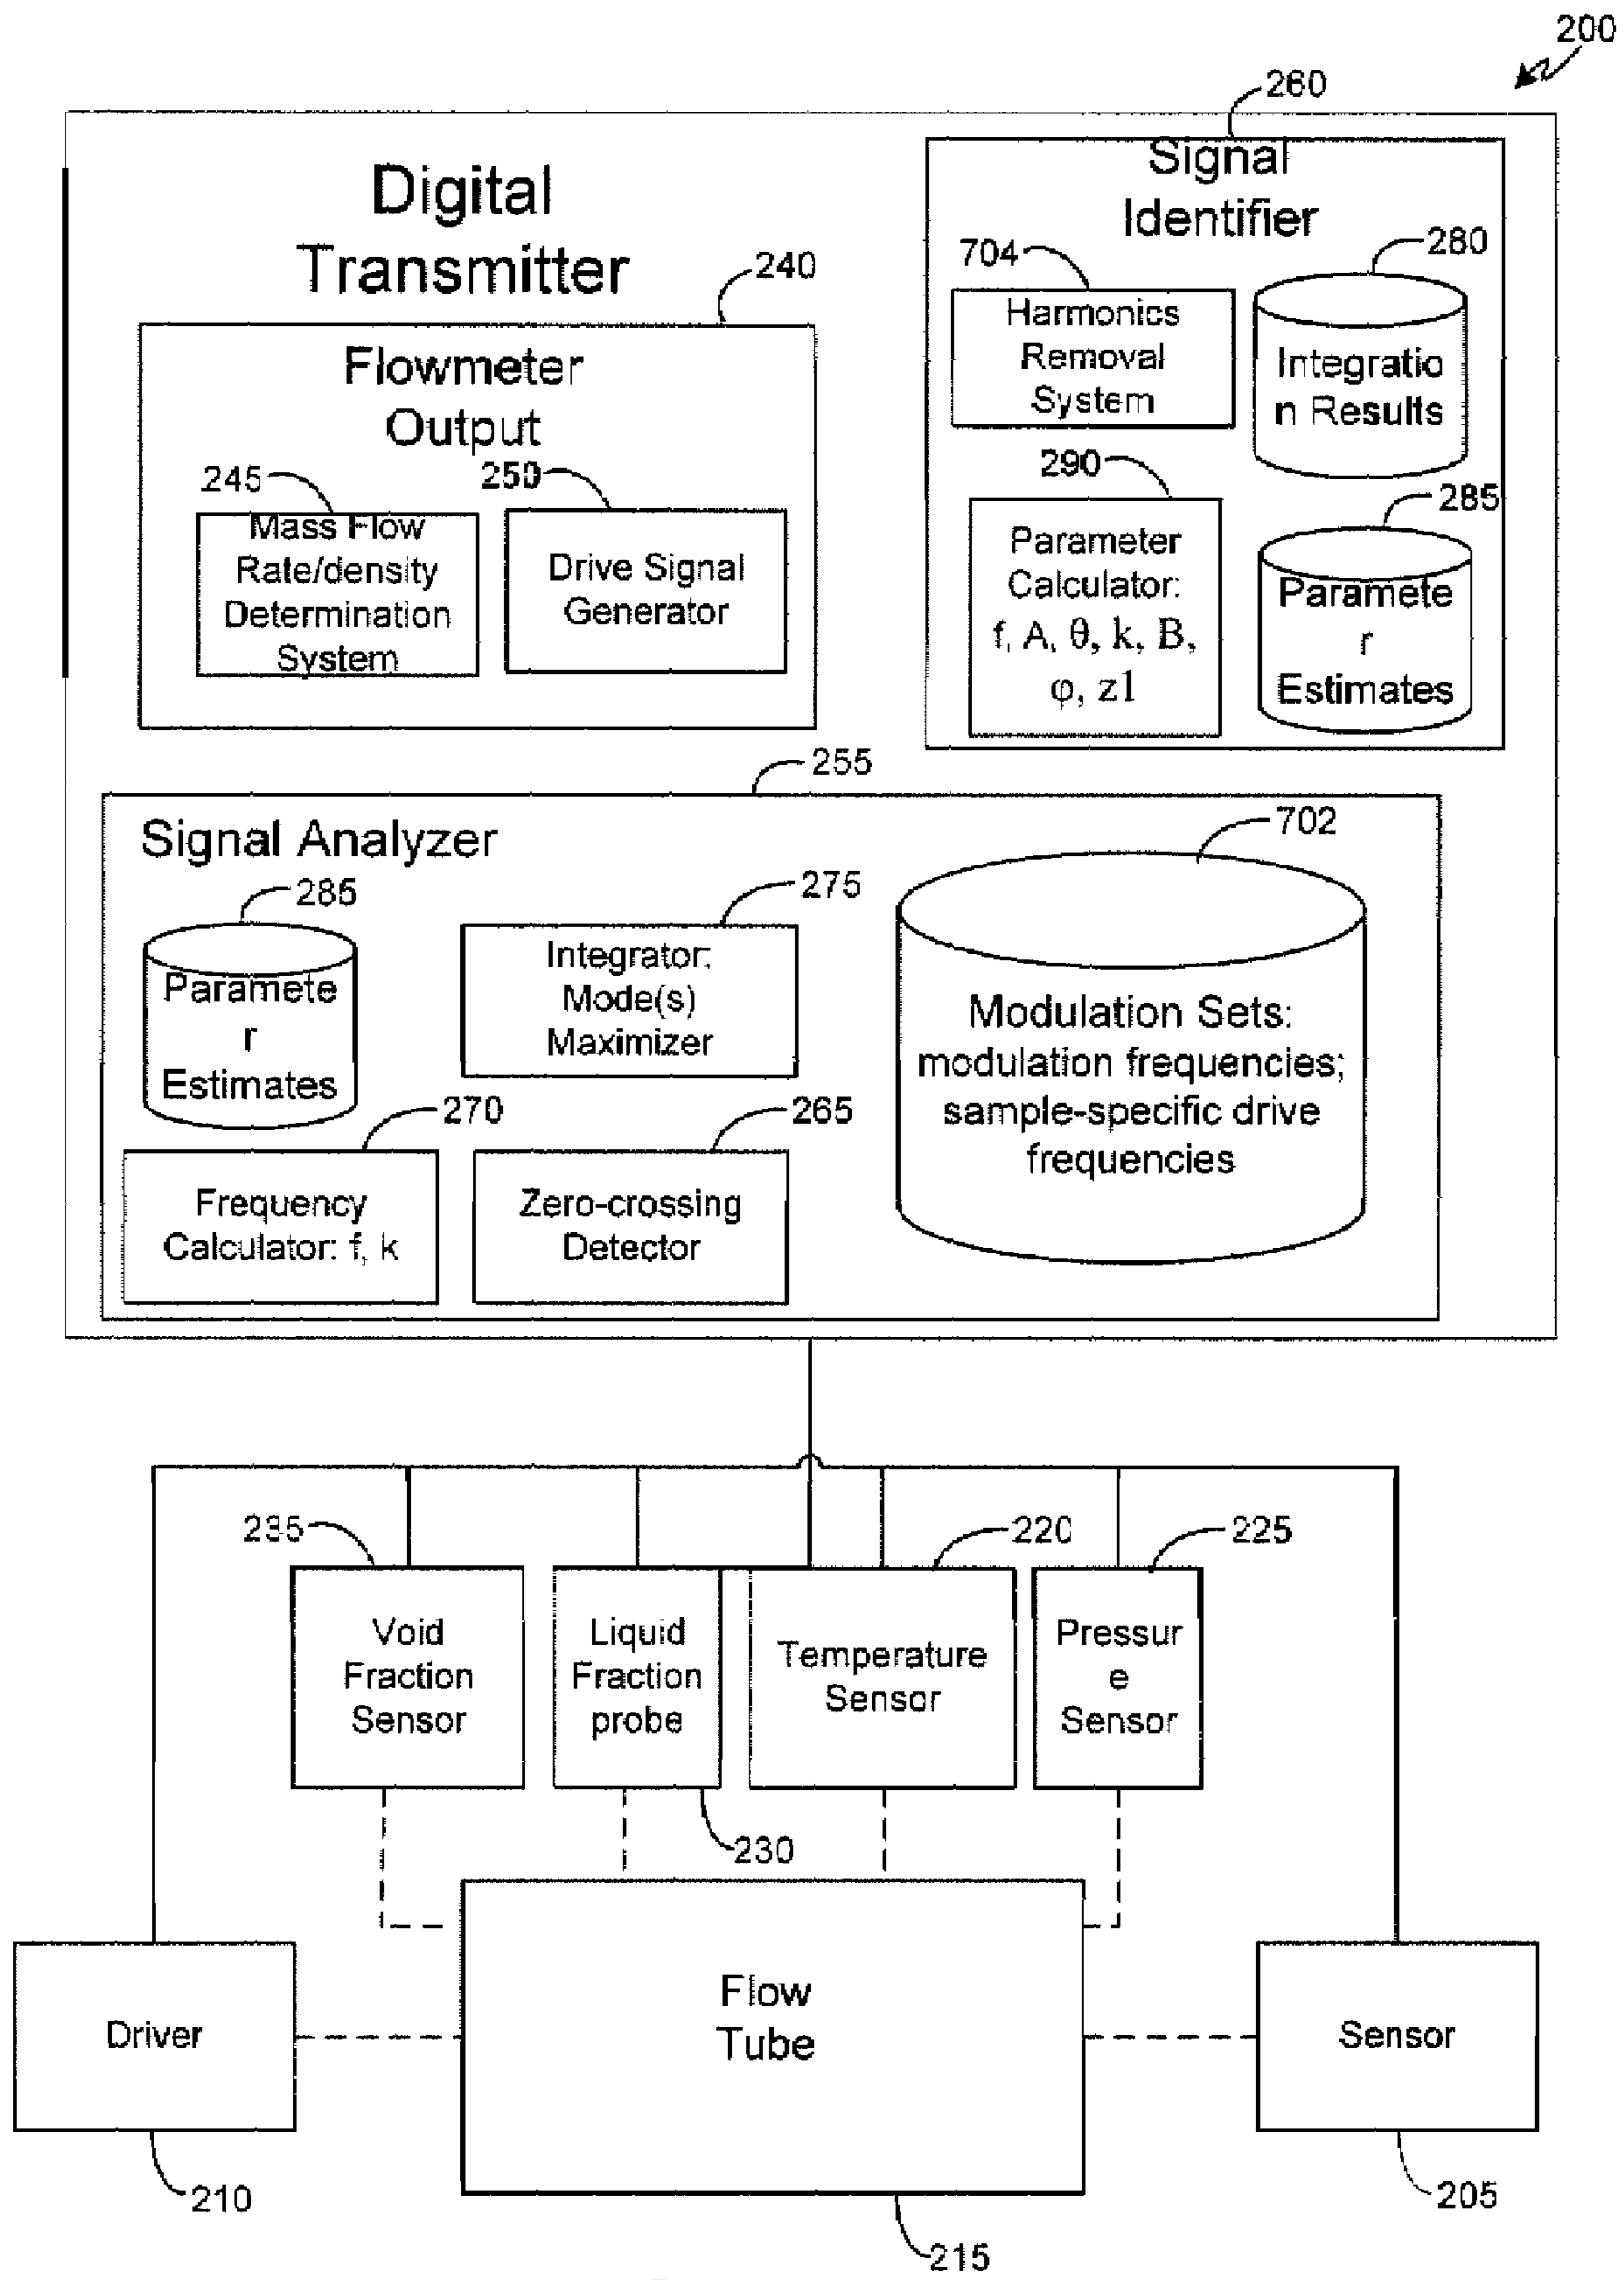 200
260
Digital
Transmitter
240
Flowmeter
Output
245
250
Mass Flow
Rate/density
Determination
System
Drive Signal
Generator
Signal
Identifier
704
280
Harmonics
Removal
System
Integratio
n Results
290
285
Parameter
Calculator:
f, A, θ, k, B,
φ, z1
Paramete
r
Estimates
255
Signal Analyzer
702
285
275
Paramete
r
Estimates
Integrator:
Mode(s)
Maximizer
Modulation Sets:
modulation frequencies;
sample-specific drive
frequencies
270
265
Frequency
Calculator: f, k
Zero-crossing
Detector
235
220
225
Void
Fraction
Sensor
Liquid
Fraction
probe
Temperature
Sensor
Pressur
e
Sensor
230
Driver
Flow
Tube
Sensor
210
205
215